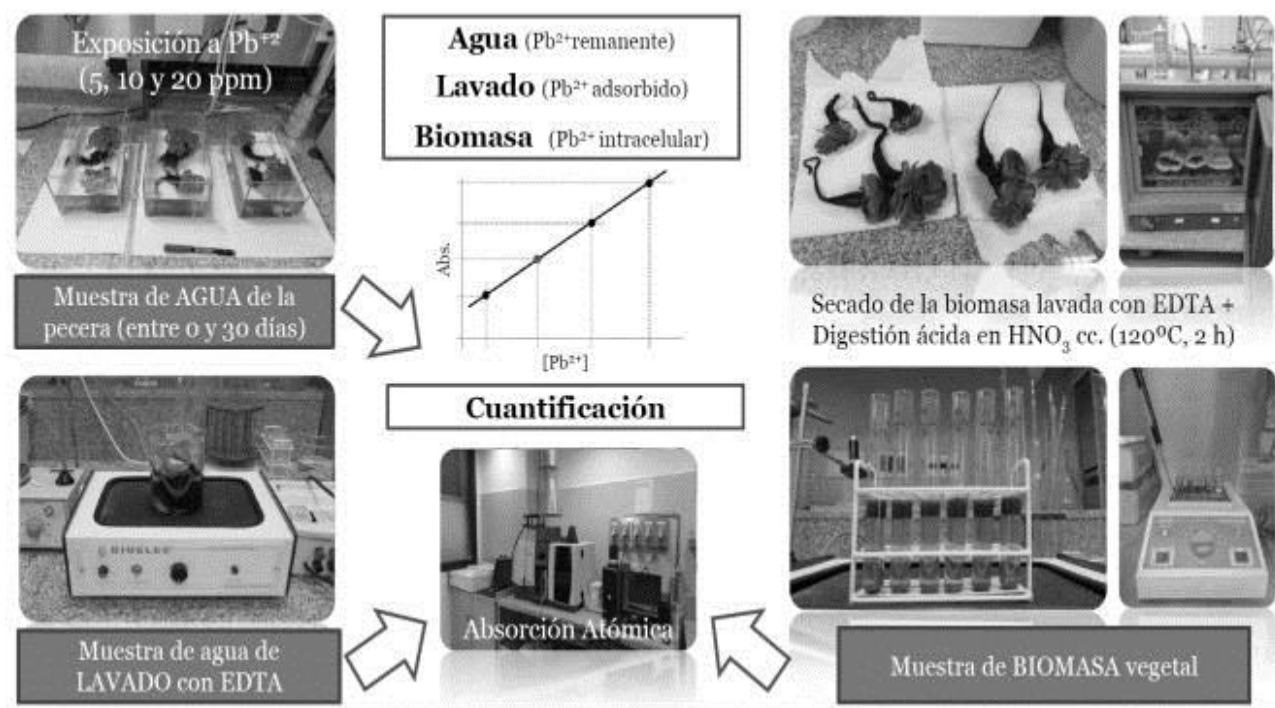 Exposición a Pb⁺²
(5, 10 y 20 ppm)
Muestra de AGUA de la
pecera (entre 0 y 30 días)
Muestra de agua de
LAVADO con EDTA
Agua (Pb²⁺remanente)
Lavado (Pb²⁺ adsorbido)
Biomasa (Pb²⁺ intracelular)
Abs.
[Pb²⁺]
Cuantificación
Absorción Atómica
Secado de la biomasa lavada con EDTA +
Digestión ácida en HNO₃ cc. (120ºC, 2 h)
Muestra de BIOMASA vegetal